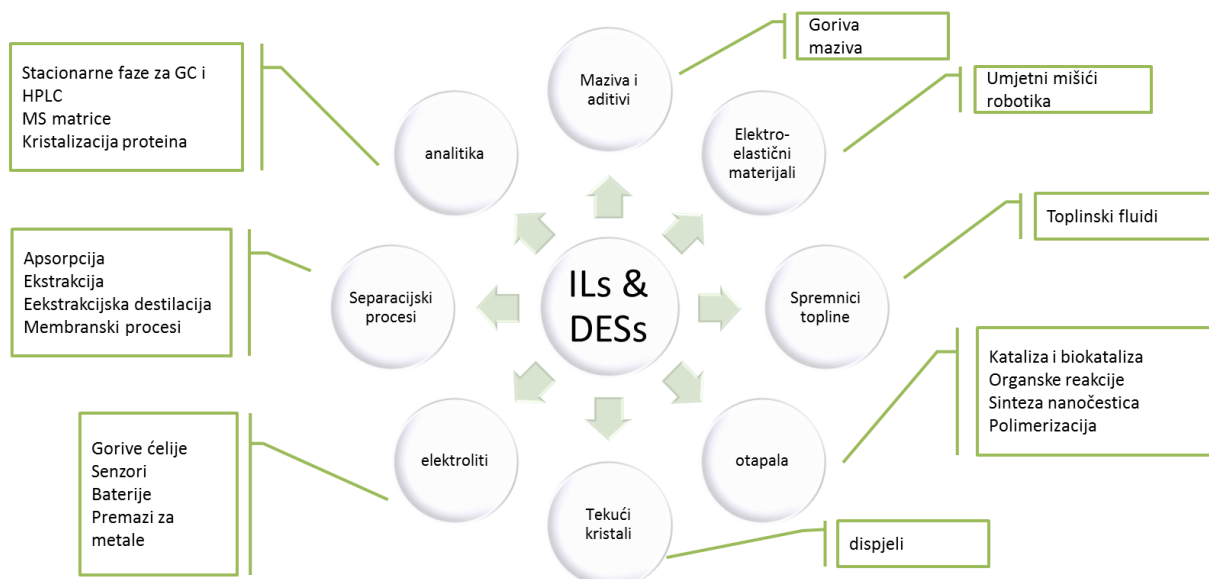 Goriva
maziva
Maziva i
aditivi
Umjetni mišići
robotika
Elektro-
elastični
materijali
Stacionarne faze za GC i
HPLC
MS matrice
Kristalizacija proteina
analitika
Toplinski fluidi
Spremnici
topline
Apsorpcija
Ekstrakcija
Eekstrakcijska destilacija
Membranski procesi
Separacijski
procesi
ILs &
DESs
Kataliza i biokataliza
Organske reakcije
Sinteza nanočestica
Polimerizacija
otapala
Gorive ćelije
Senzori
Baterije
Premazi za
metale
elektroliti
Tekući
kristali
dispjeli